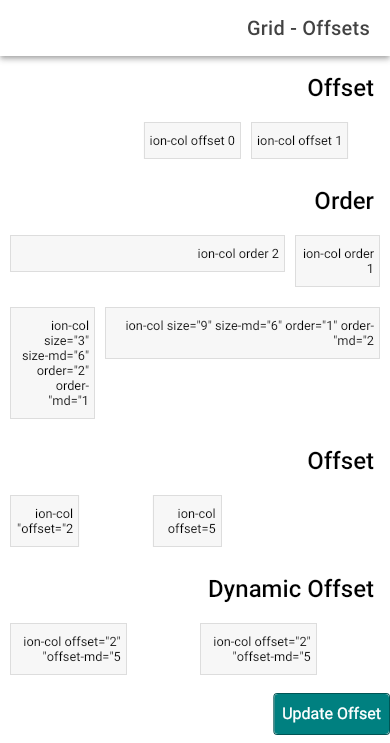 Grid - Offsets
Offset
ion-col offset 0
ion-col offset 1
Order
ion-col order 2
ion-col order
1
ion-col
size="3"
size-md="6"
order="2"
order-
"md="1
ion-col size="9" size-md="6" order="1" order-
"md="2
Offset
ion-col
"offset="2
ion-col
offset=5
Dynamic Offset
ion-col offset="2"
"offset-md="5
ion-col offset="2"
"offset-md="5
Update Offset